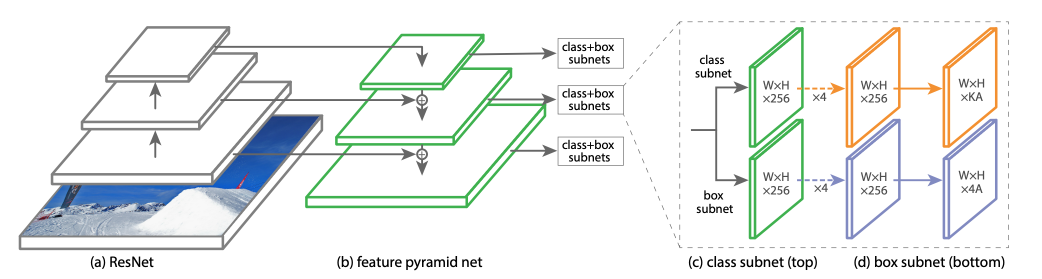 class+box
subnets
class+box
subnets
class+box
subnets
class
subnet
W×H
×256
×4
W×H
×256
W×H
×KA
box
subnet
W×H
×256
×4
W×H
×256
W×H
×4A
(a) ResNet
(b) feature pyramid net
(c) class subnet (top)
(d) box subnet (bottom)